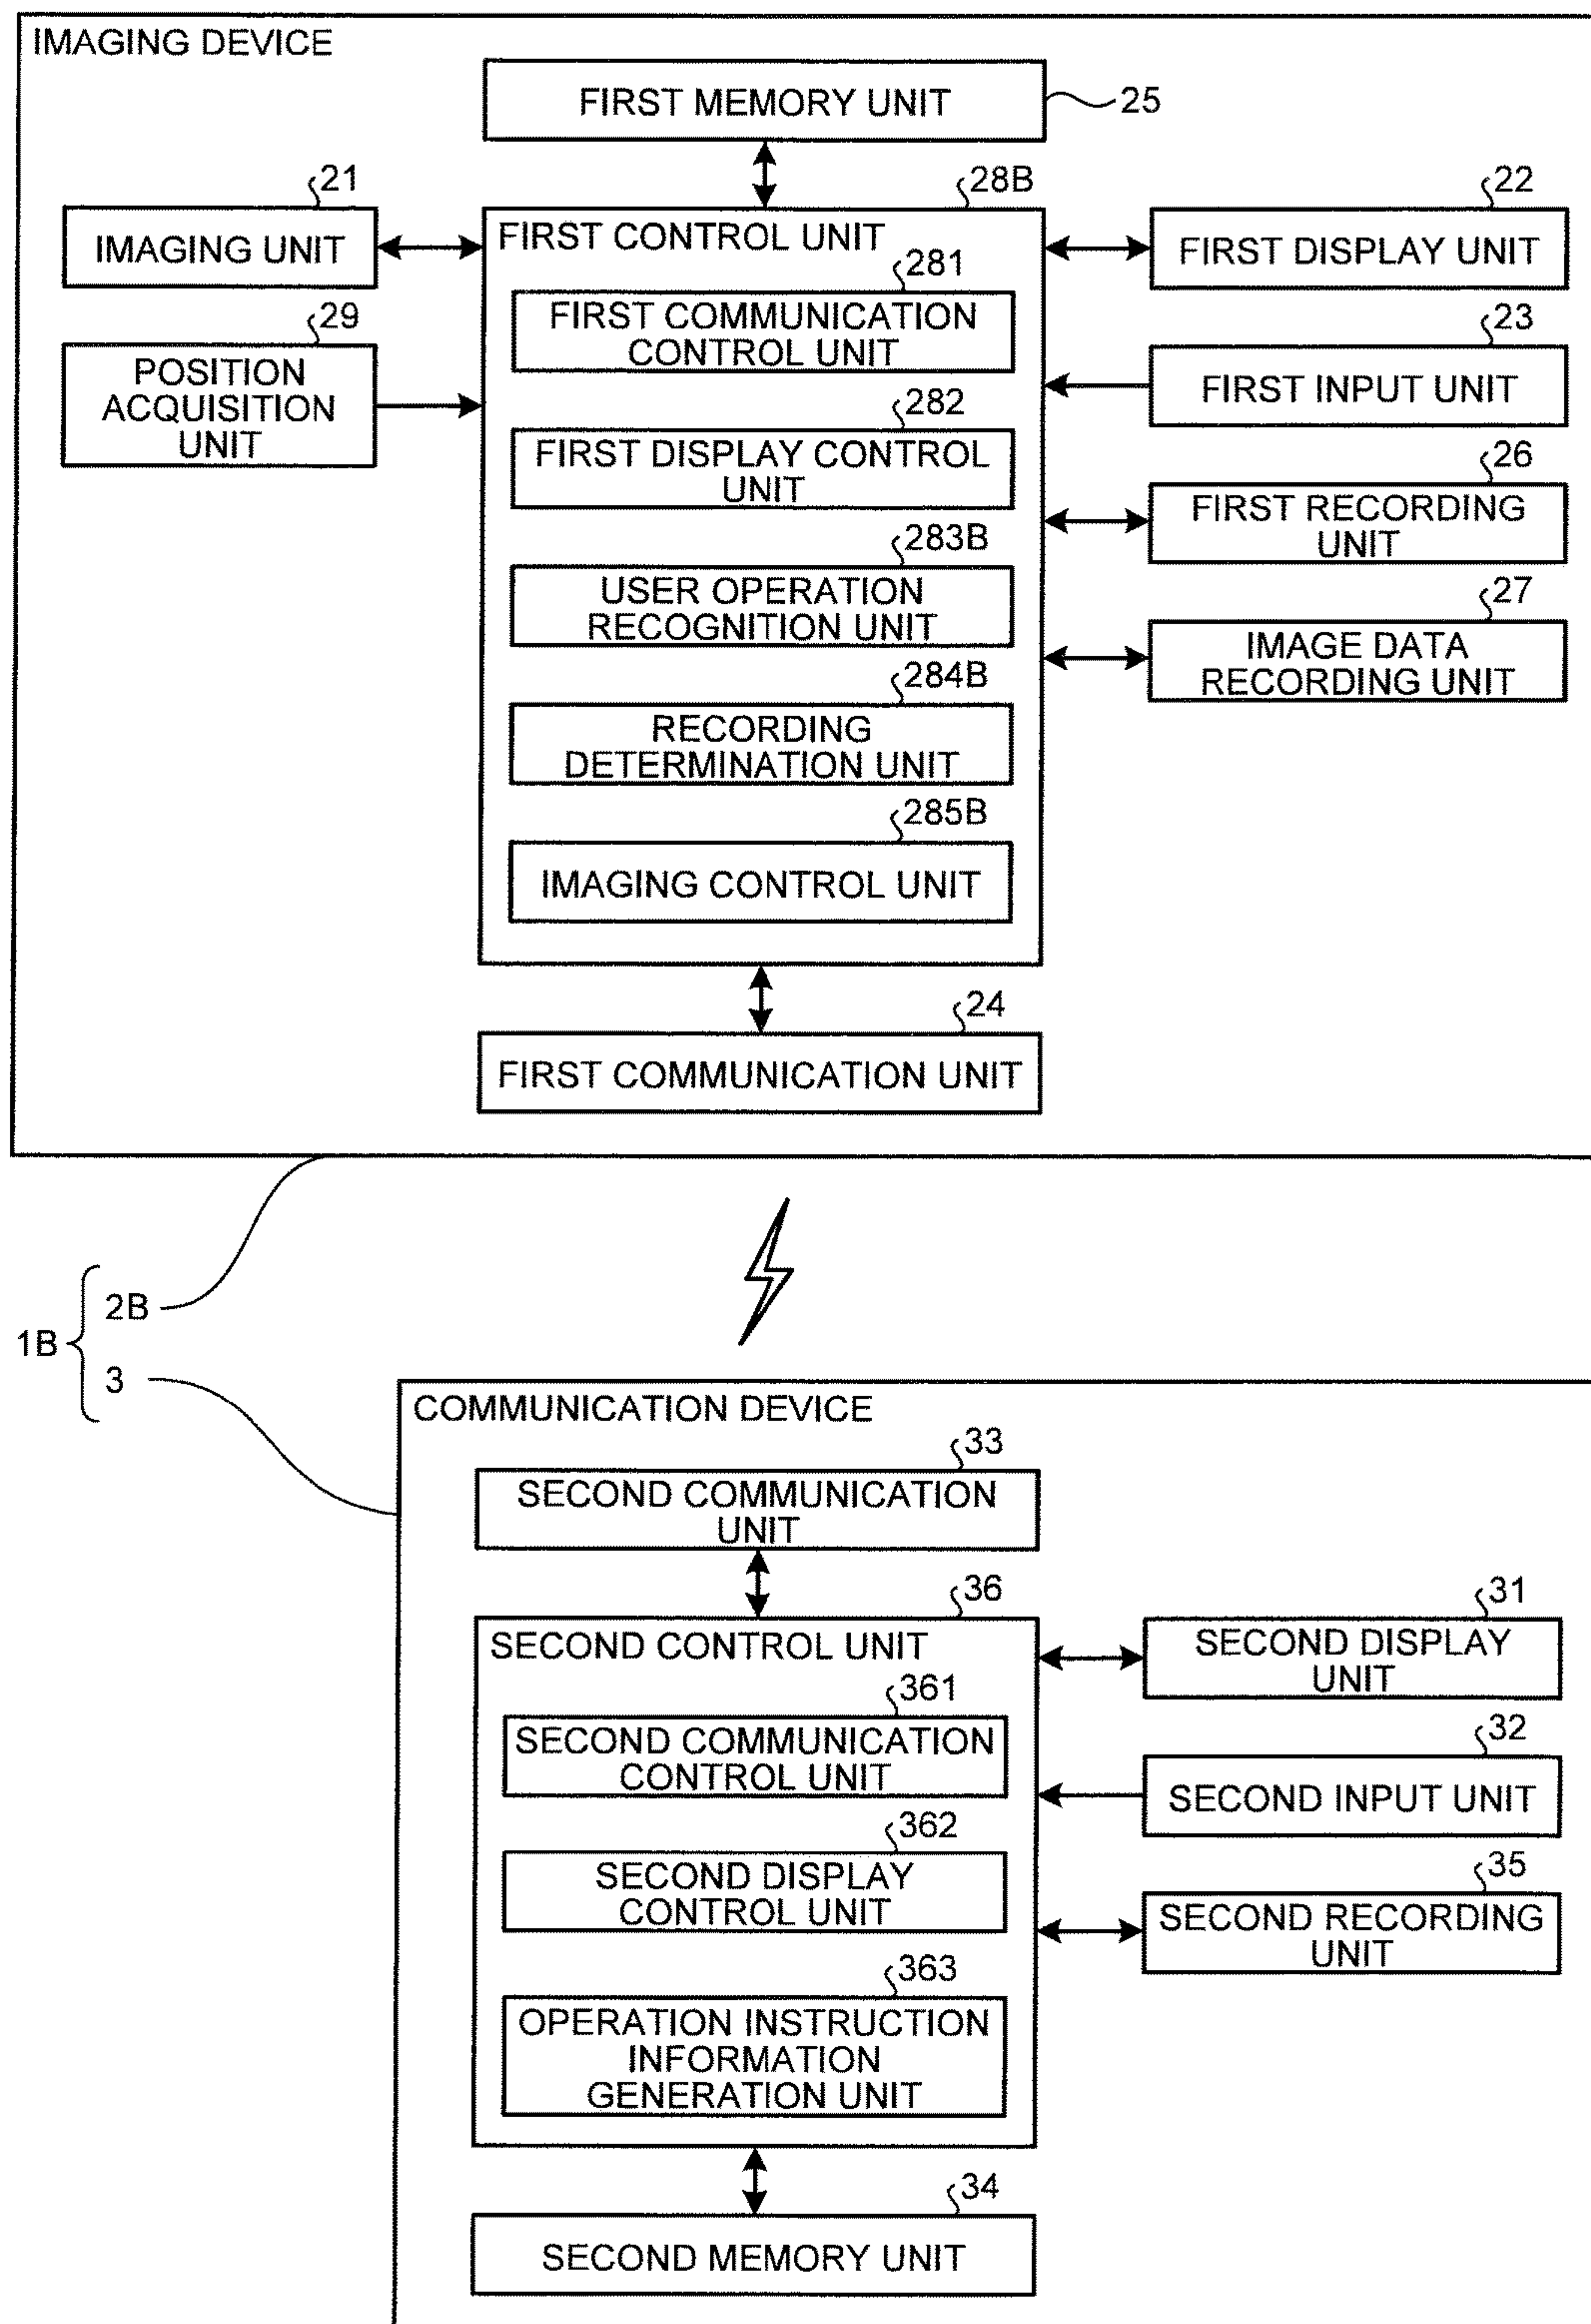 IMAGING DEVICE
FIRST MEMORY UNIT
25
21
IMAGING UNIT
29
POSITION
ACQUISITION
UNIT
28B
FIRST CONTROL UNIT
281
FIRST COMMUNICATION
CONTROL UNIT
282
FIRST DISPLAY CONTROL
UNIT
283B
USER OPERATION
RECOGNITION UNIT
284B
RECORDING
DETERMINATION UNIT
285B
IMAGING CONTROL UNIT
22
FIRST DISPLAY UNIT
23
FIRST INPUT UNIT
26
FIRST RECORDING
UNIT
27
IMAGE DATA
RECORDING UNIT
24
FIRST COMMUNICATION UNIT
1B
2B
3
COMMUNICATION DEVICE
33
SECOND COMMUNICATION
UNIT
36
SECOND CONTROL UNIT
361
SECOND COMMUNICATION
CONTROL UNIT
362
SECOND DISPLAY
CONTROL UNIT
363
OPERATION INSTRUCTION
INFORMATION
GENERATION UNIT
31
SECOND DISPLAY
UNIT
32
SECOND INPUT UNIT
35
SECOND RECORDING
UNIT
34
SECOND MEMORY UNIT